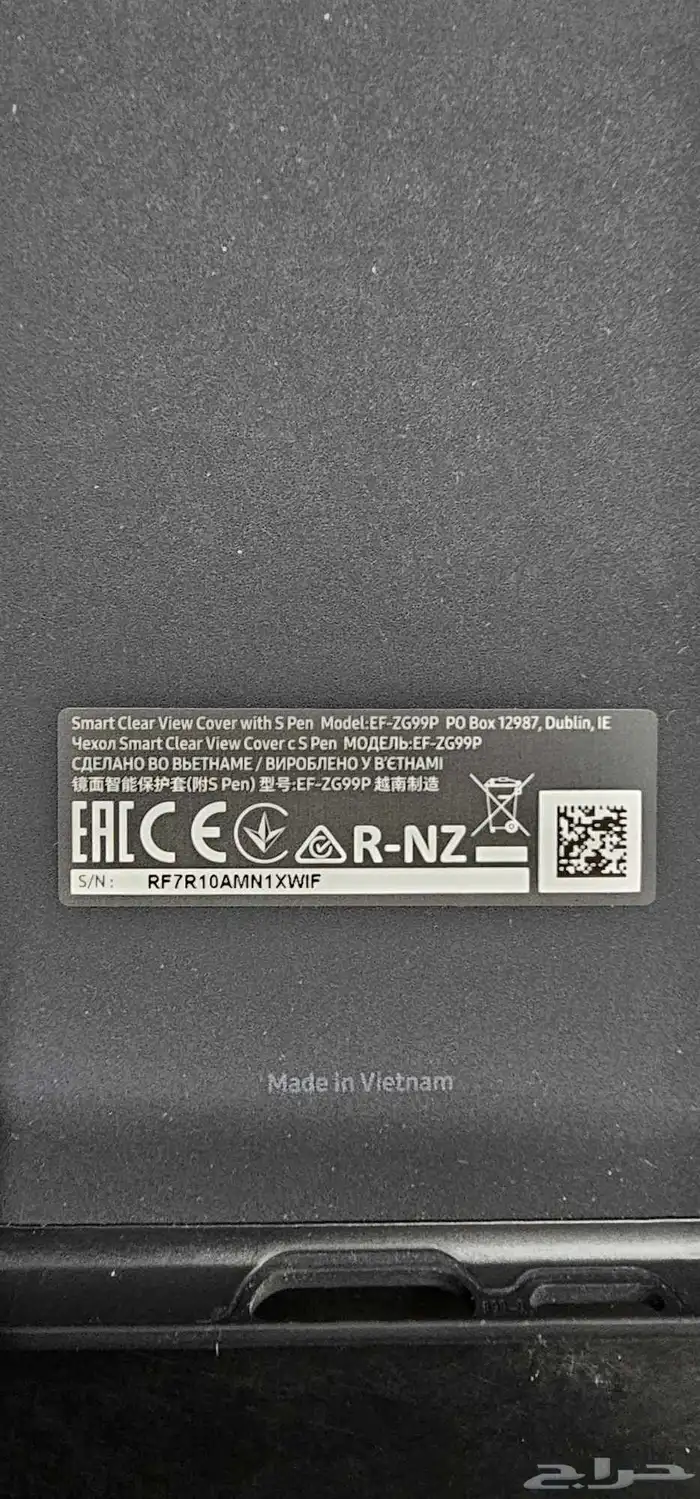 Smart Clear View Cover with S Pen Model:EF-ZG99P PO Box 12987, Dublin, IE
Чехол Smart Clear View Cover с S Pen МОДЕЛЬ:EF-ZG99P
СДЕЛАНО ВО ВЬЕТНАМЕ / ВИРОБЛЕНО У В'ЄТНАМІ
镜面智能保护套(附S Pen) 型号:EF-ZG99P 越南制造
EAC CE R-NZ
S/N : RF7R10AMN1XWIF
Made in Vietnam
حراج